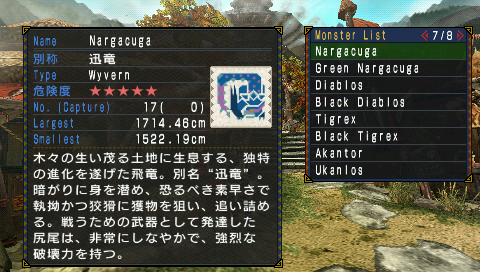 Name Nargacuga
別称 迅竜
Type Wyvern
危険度 ★★★★★
No. (Capture) 17( 0)
Largest 1714.46cm
Smallest 1522.19cm
木々の生い茂る土地に生息する、独特
の進化を遂げた飛竜。別名“迅竜”。
暗がりに身を潜め、恐るべき素早さで
執拗かつ狡猾に獲物を狙い、追い詰め
る。戦うための武器として発達した
尻尾は、非常にしなやかで、強烈な
破壊力を持つ。
Monster List 7/8
Nargacuga
Green Nargacuga
Diablos
Black Diablos
Tigrex
Black Tigrex
Akantor
Ukanlos